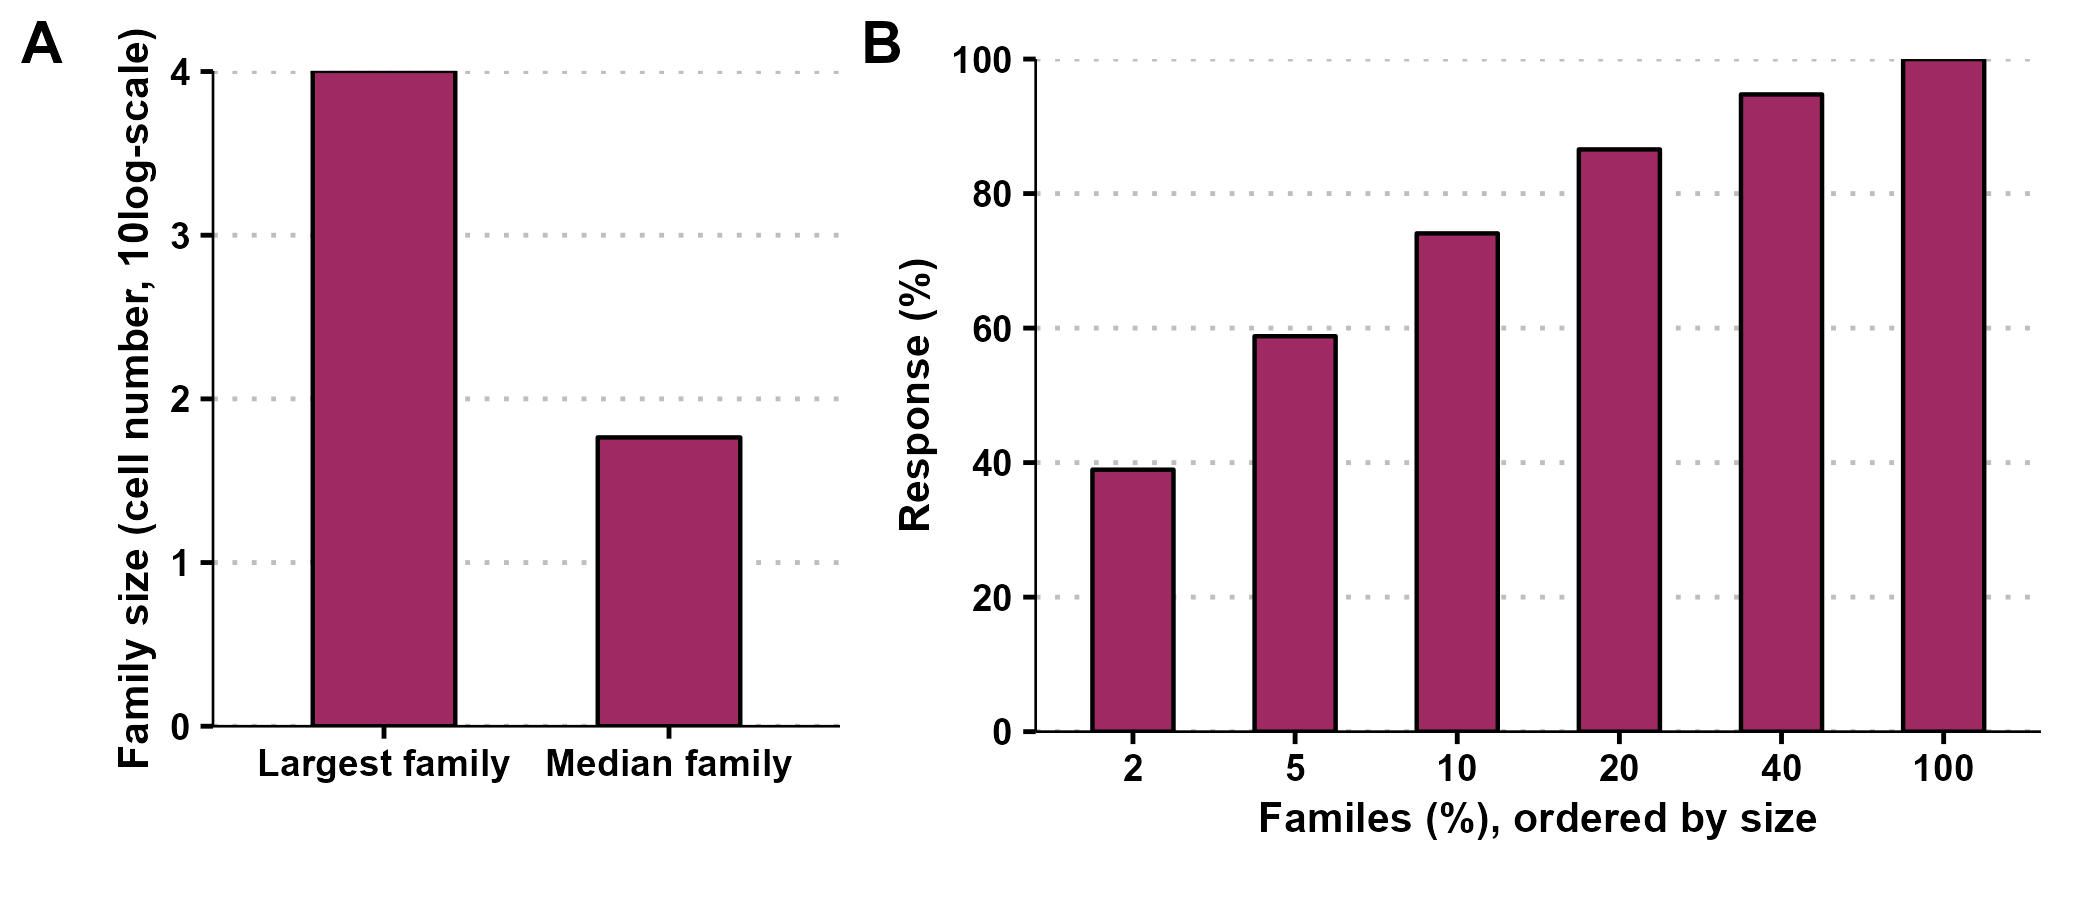 A
Family size (cell number, 10log-scale)
4
3
2
1
0
Largest family
Median family
B
Response (%)
100
80
60
40
20
0
2
5
10
20
40
100
Familes (%), ordered by size